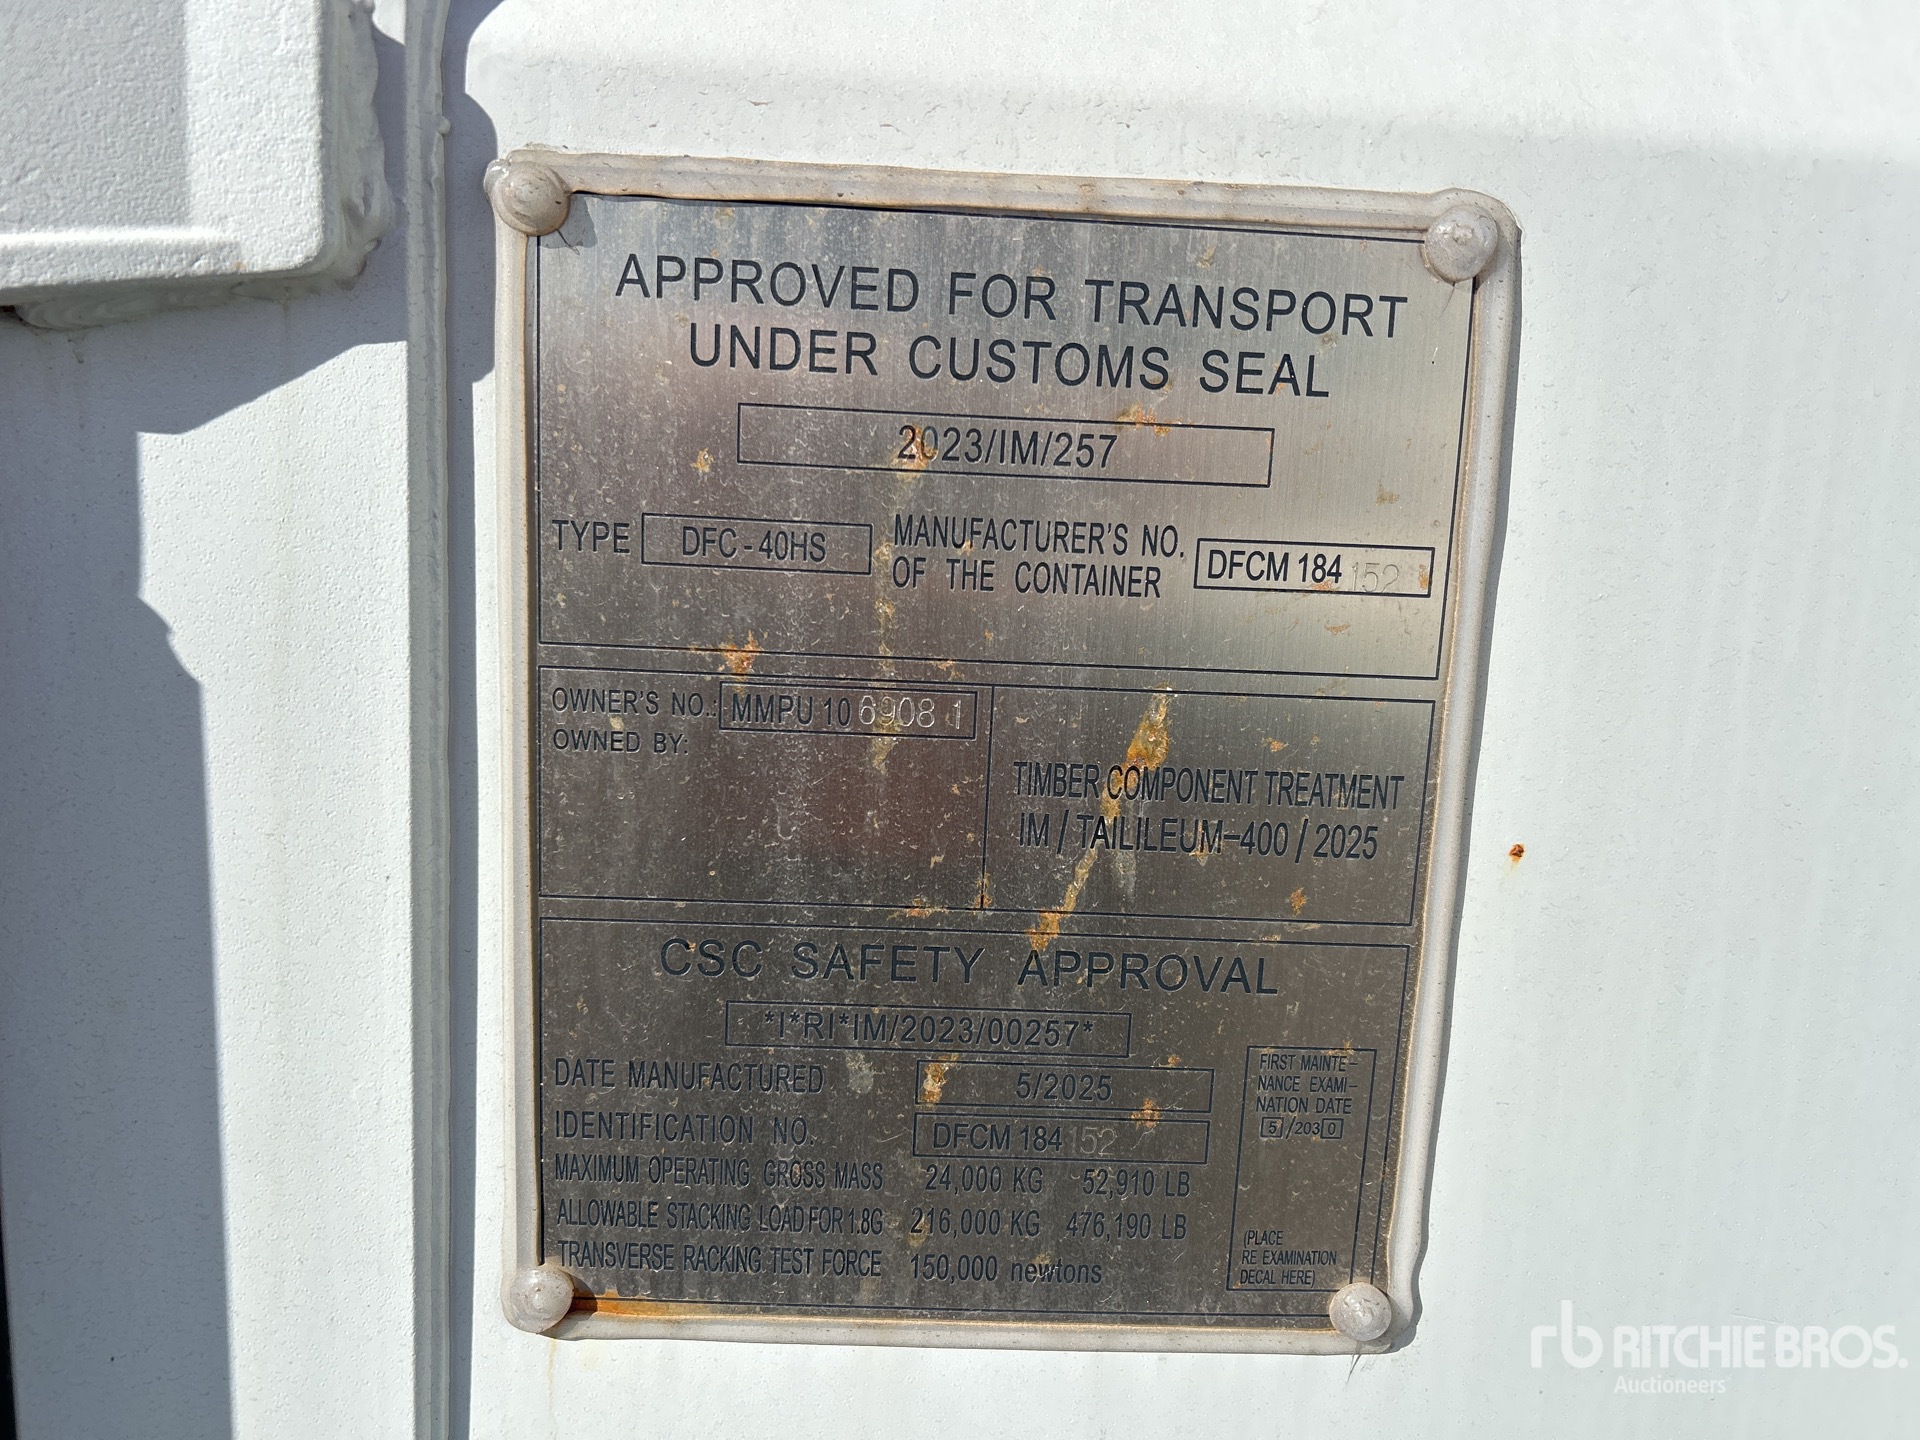 APPROVED FOR TRANSPORT
UNDER CUSTOMS SEAL
2023/IM/257
TYPE DFC-40HS MANUFACTURER'S NO. OF THE CONTAINER DFCM 184152
OWNER'S NO.: MMPU 10 6908 1
OWNED BY:
TIMBER COMPONENT TREATMENT
IM / TAILILEUM-400 / 2025
CSC SAFETY APPROVAL
*I*RI*IM/2023/00257*
DATE MANUFACTURED 5/2025
IDENTIFICATION NO. DFCM 184152
MAXIMUM OPERATING GROSS MASS 24,000 KG 52,910 LB
ALLOWABLE STACKING LOAD FOR 1.8G 216,000 KG 476,190 LB
TRANSVERSE RACKING TEST FORCE 150,000 newtons
FIRST MAINTE-
NANCE EXAMI-
NATION DATE
5/2030
(PLACE
RE EXAMINATION
DECAL HERE)
rb RITCHIE BROS.
Auctioneers